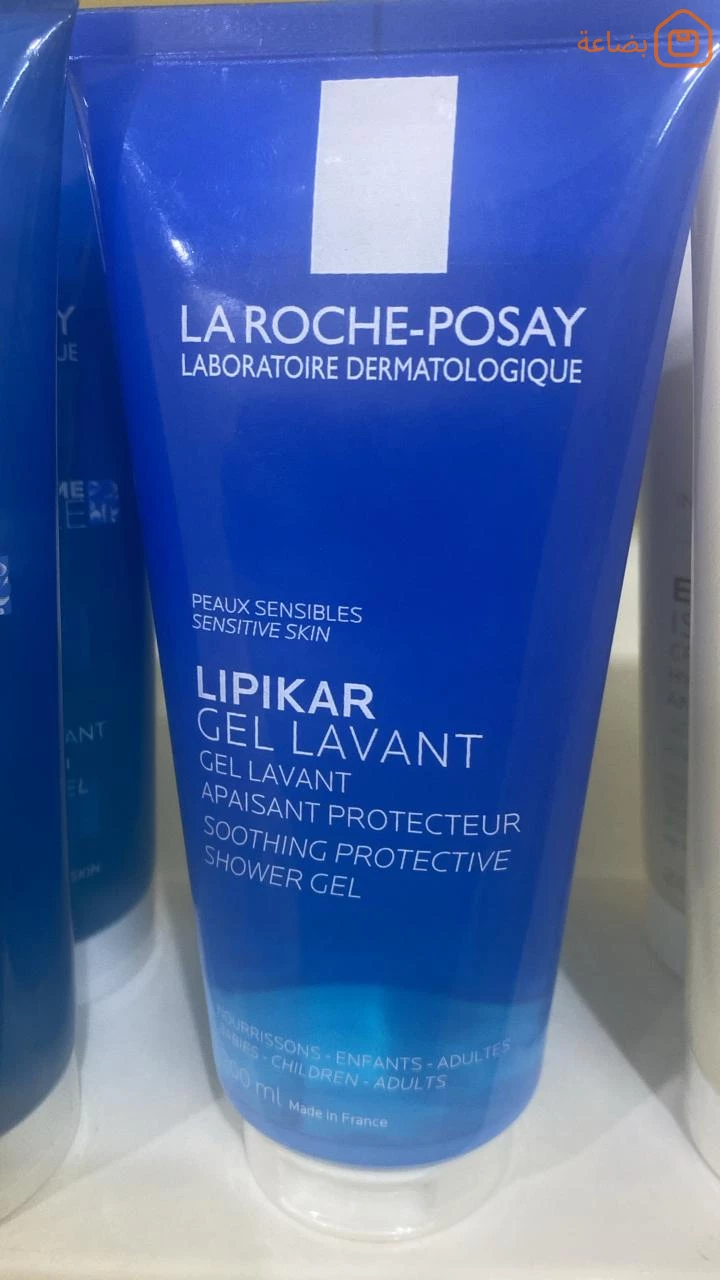 بضاعة
LA ROCHE-POSAY
LABORATOIRE DERMATOLOGIQUE
PEAUX SENSIBLES
SENSITIVE SKIN
LIPIKAR
GEL LAVANT
GEL LAVANT
APAISANT PROTECTEUR
SOOTHING PROTECTIVE
SHOWER GEL
NOURRISSONS - ENFANTS - ADULTES
BABIES - CHILDREN - ADULTS
ml Made in France